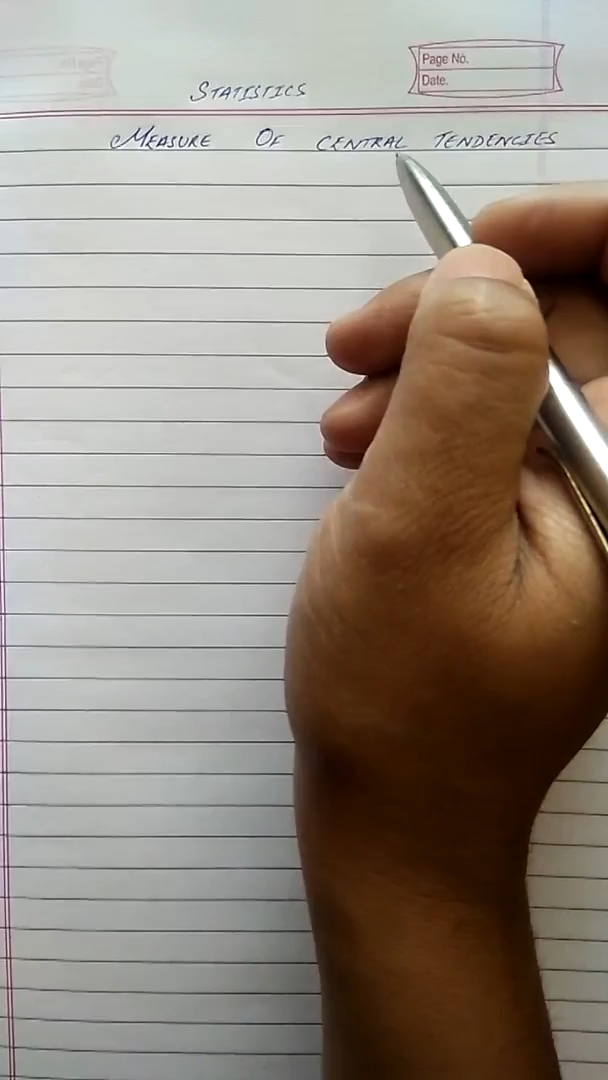 Page No.
Date.
STATISTICS
MEASURE OF CENTRAL TENDENCIES